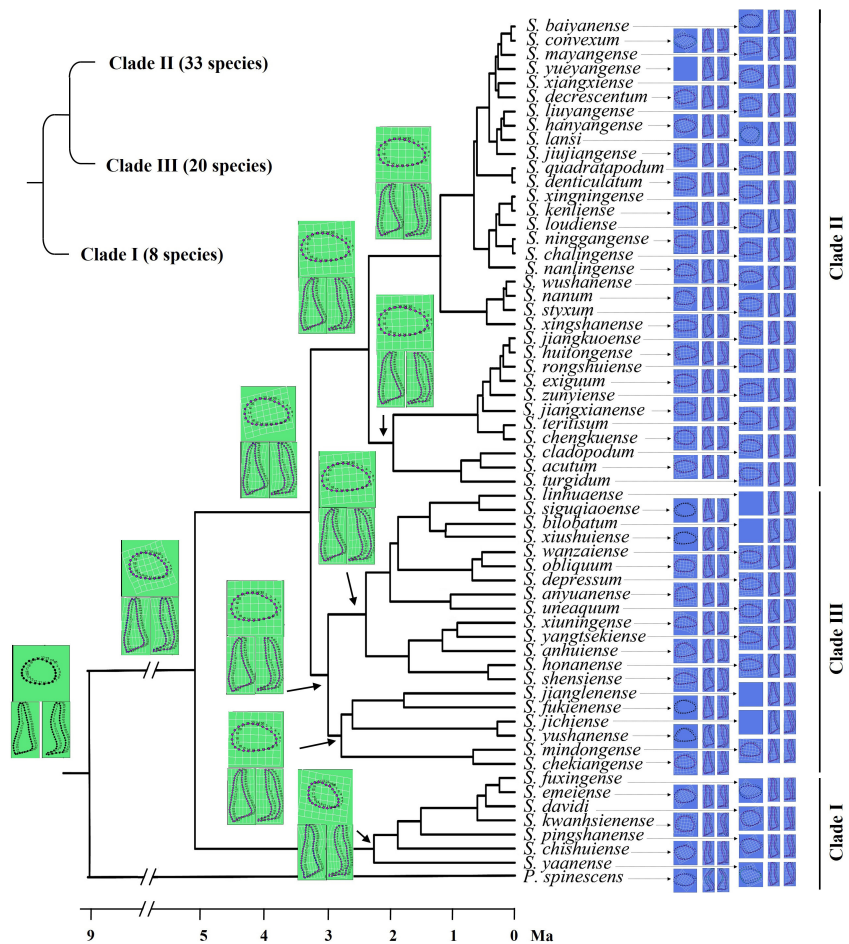 Clade II (33 species)
Clade III (20 species)
Clade I (8 species)
S. baiyanense
S. convexum
S. mayangense
S. yueyangense
S. xiangxiense
S. decrescentum
S. liuyangense
S. hanyangense
S. lansi
S. jiujiangense
S. quadratapodum
S. denticulatum
S. xingningense
S. kenliense
S. loudiense
S. ninggangense
S. chalingense
S. nanlingense
S. wushanense
S. nanum
S. styxum
S. xingshanense
S. jiangkuoense
S. huitongense
S. rongshuiense
S. exiguum
S. zunyiense
S. jiangxianense
S. teritisum
S. chengkuense
S. cladopodum
S. acutum
S. turgidum
S. linhuaense
S. siguqiaoense
S. bilobatum
S. xiushuiense
S. wanzaiense
S. obliquum
S. depressum
S. anyuanense
S. uneaquum
S. xiuningense
S. yangtsekiense
S. anhuiense
S. honanense
S. shensiense
S. jianglenense
S. fukienense
S. jichiense
S. yushanense
S. mindongense
S. chekiangense
S. fuxingense
S. emeiense
S. davidi
S. kwanhsienense
S. pingshanense
S. chishuiense
S. yaanense
P. spinescens
Clade II
Clade III
Clade I
9 5 4 3 2 1 0 Ma